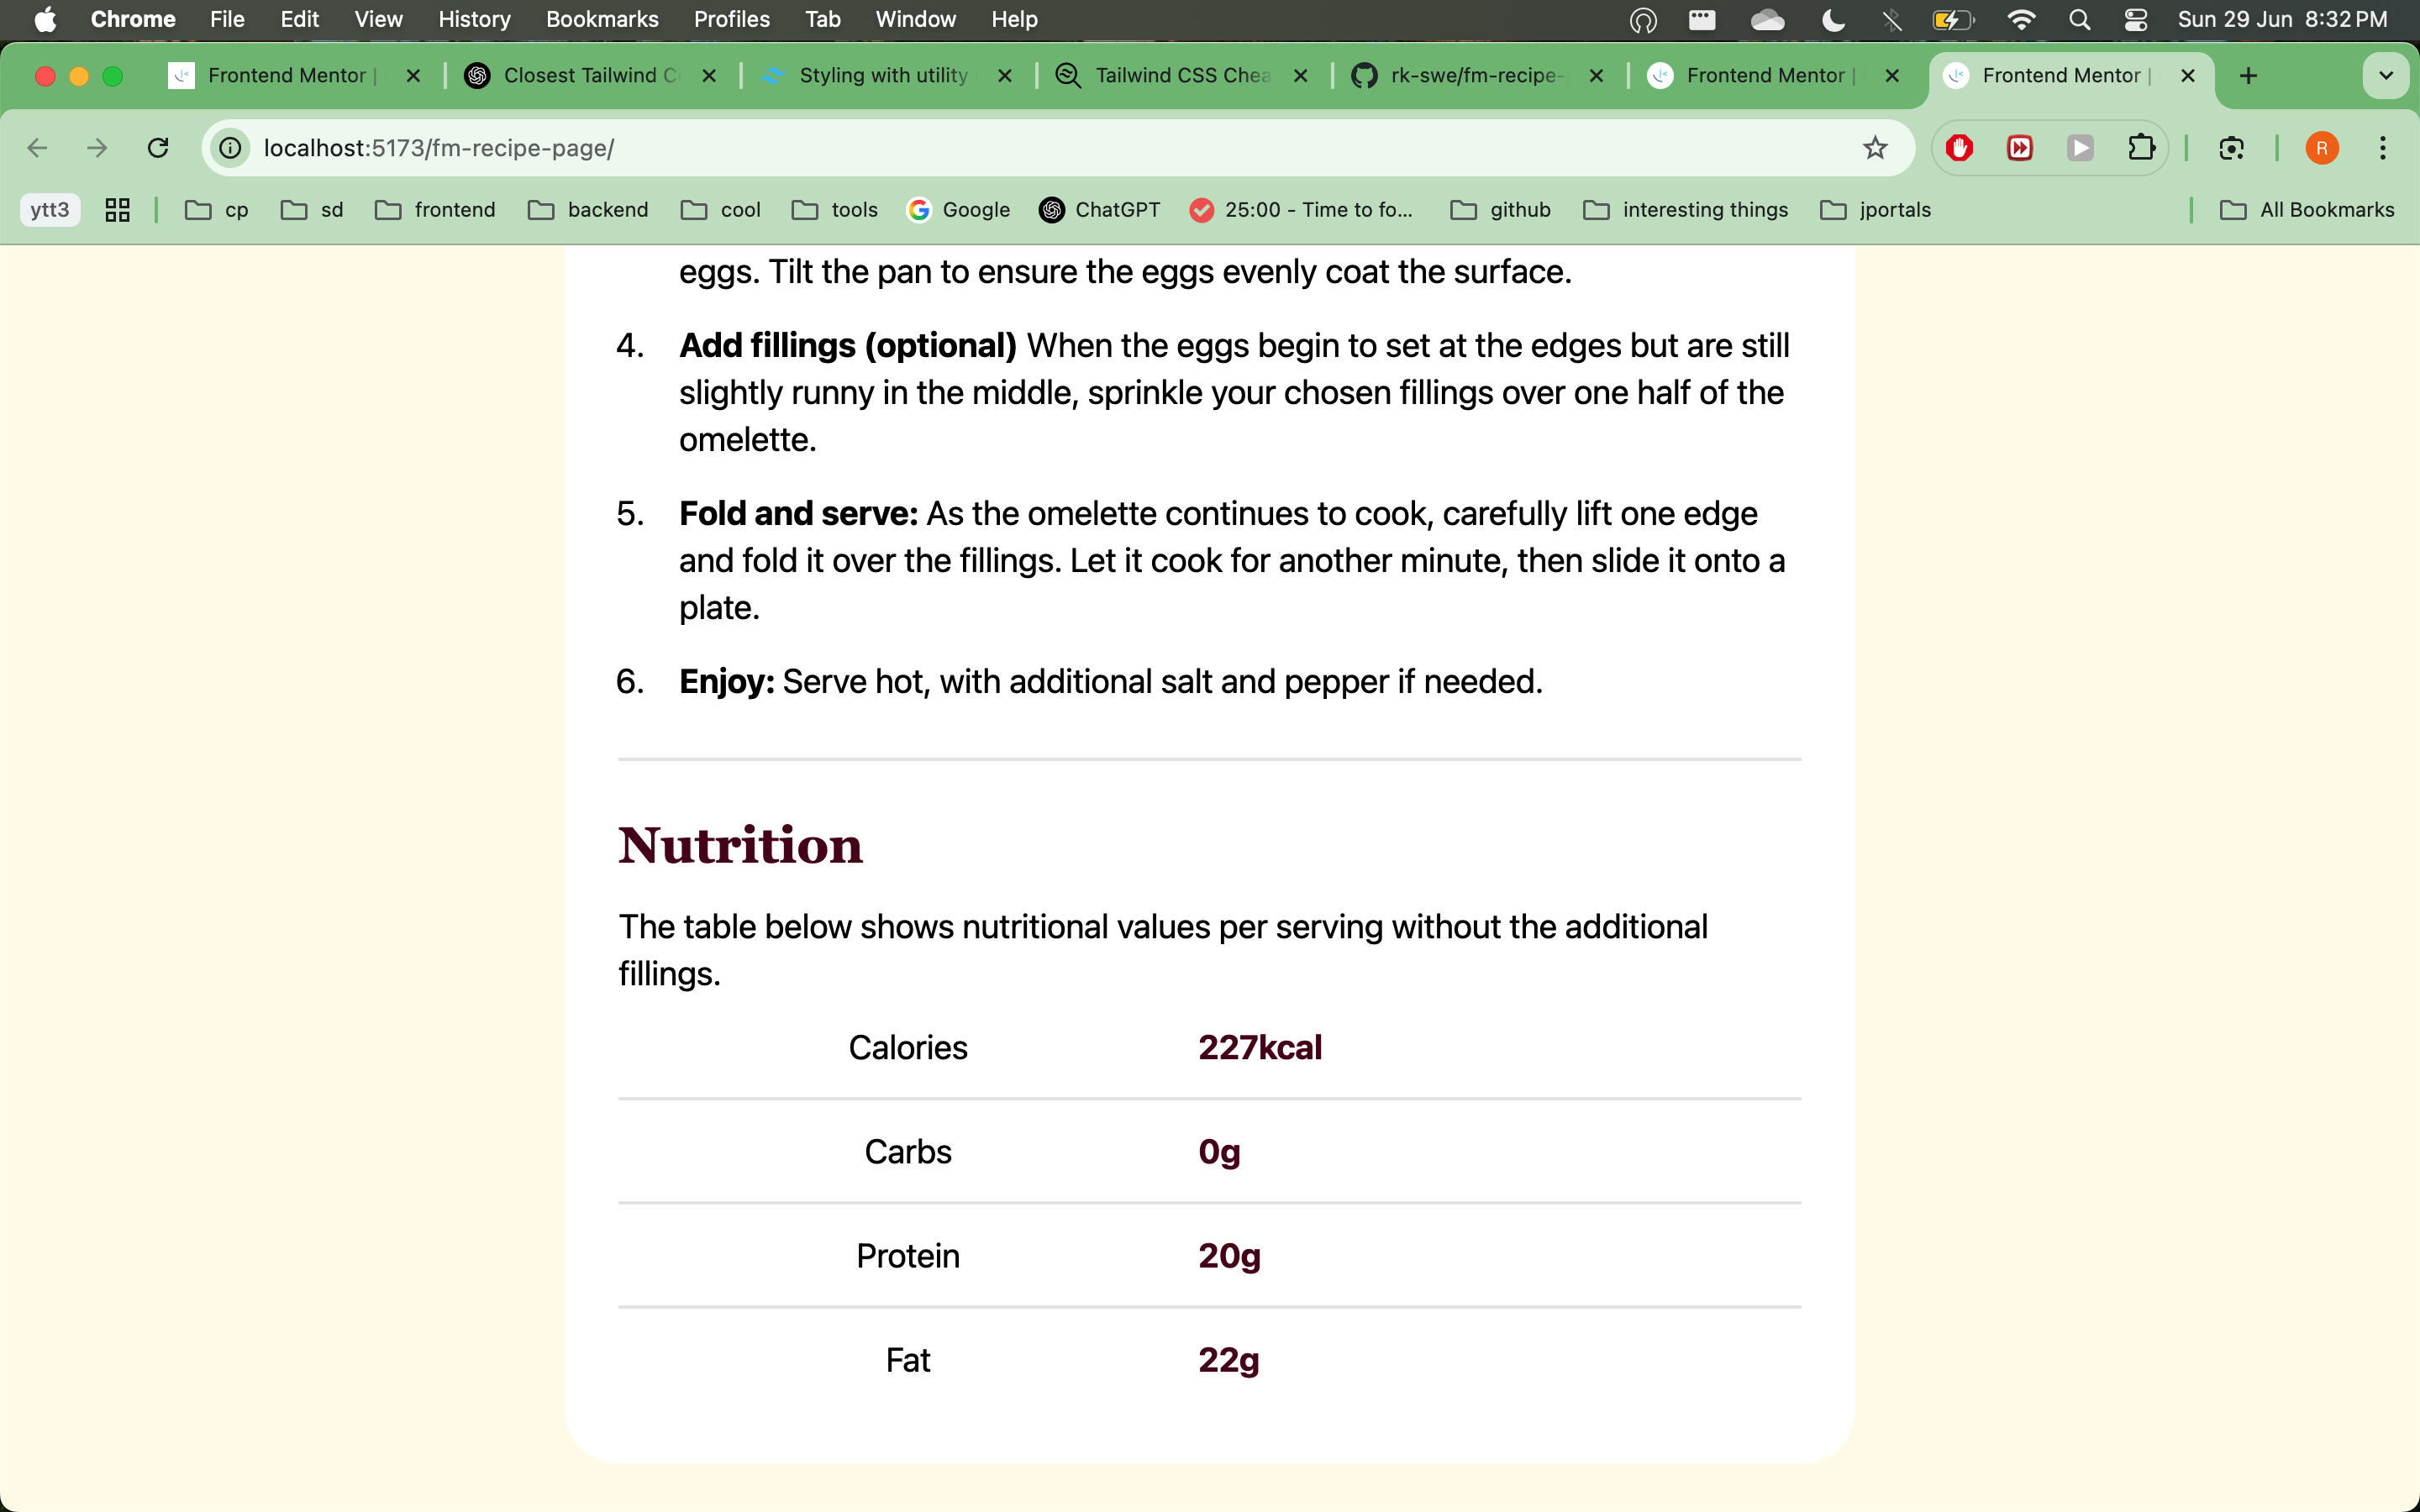 Chrome File Edit View History Bookmarks Profiles Tab Window Help Sun 29 Jun 8:32 PM
Frontend Mentor | Closest Tailwind C Styling with utility Tailwind CSS Chea rk-swe/fm-recipe- Frontend Mentor | Frontend Mentor |
localhost:5173/fm-recipe-page/ R
ytt3 cp sd frontend backend cool tools Google ChatGPT 25:00 - Time to fo... github interesting things jportals All Bookmarks
eggs. Tilt the pan to ensure the eggs evenly coat the surface.
4. Add fillings (optional) When the eggs begin to set at the edges but are still
slightly runny in the middle, sprinkle your chosen fillings over one half of the
omelette.
5. Fold and serve: As the omelette continues to cook, carefully lift one edge
and fold it over the fillings. Let it cook for another minute, then slide it onto a
plate.
6. Enjoy: Serve hot, with additional salt and pepper if needed.
Nutrition
The table below shows nutritional values per serving without the additional
fillings.
Calories 227kcal
Carbs 0g
Protein 20g
Fat 22g